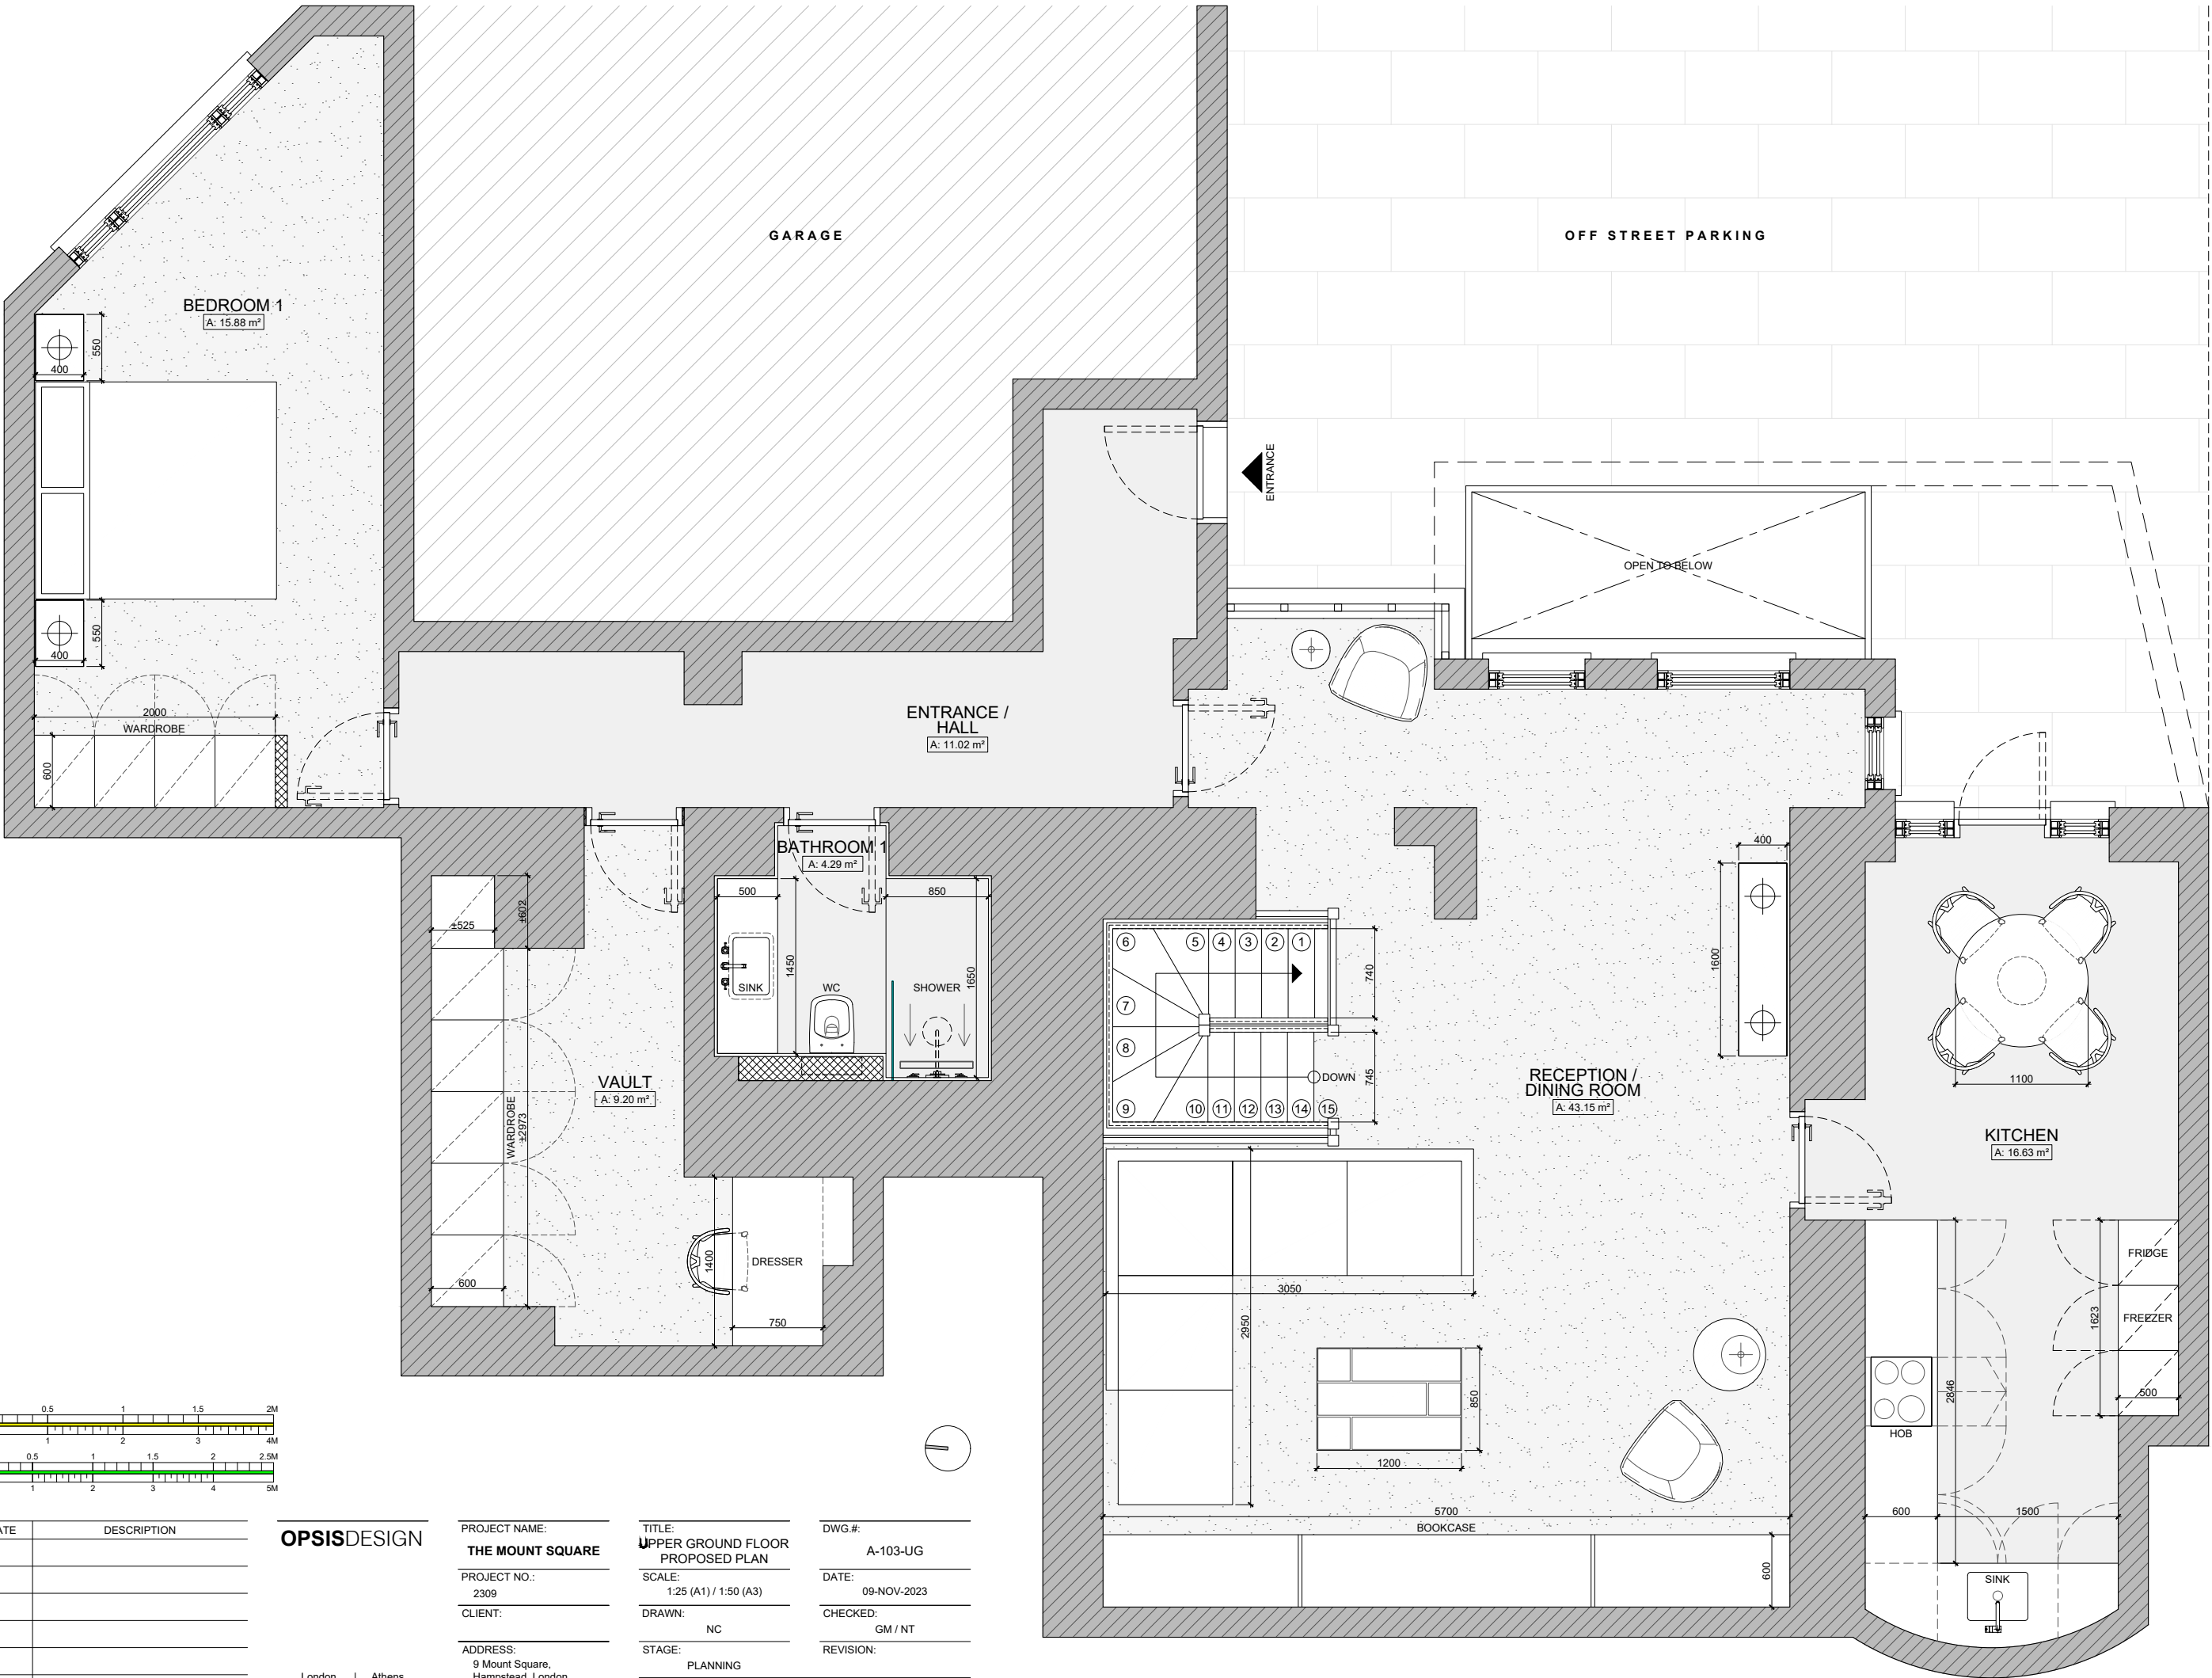 GARAGE
OFF STREET PARKING
BEDROOM 1
A: 15.88 m²
550
400
ENTRANCE
OPEN TO BELOW
550
400
2000
WARDROBE
600
ENTRANCE /
HALL
A: 11.02 m²
BATHROOM 1
A: 4.29 m²
500
850
±602
±525
1450
1650
SINK
WC
SHOWER
VAULT
A: 9.20 m²
WARDROBE
±2973
600
1400
DRESSER
750
6
5
4
3
2
1
7
8
9
10
11
12
13
14
15
740
745
DOWN
400
1600
RECEPTION /
DINING ROOM
A: 43.15 m²
1100
KITCHEN
A: 16.63 m²
3050
2950
850
1200
5700
BOOKCASE
600
FRIDGE
FREEZER
1623
500
2846
HOB
600
1500
SINK
0.5 1 1.5 2M
1 2 3 4M
0.5 1 1.5 2 2.5M
1 2 3 4 5M
DESCRIPTION
OPSISDESIGN
London | Athens
PROJECT NAME:
THE MOUNT SQUARE
PROJECT NO.:
2309
CLIENT:
ADDRESS:
9 Mount Square,
Hampstead, London
TITLE:
UPPER GROUND FLOOR
PROPOSED PLAN
SCALE:
1:25 (A1) / 1:50 (A3)
DRAWN:
NC
STAGE:
PLANNING
DWG.#:
A-103-UG
DATE:
09-NOV-2023
CHECKED:
GM / NT
REVISION: